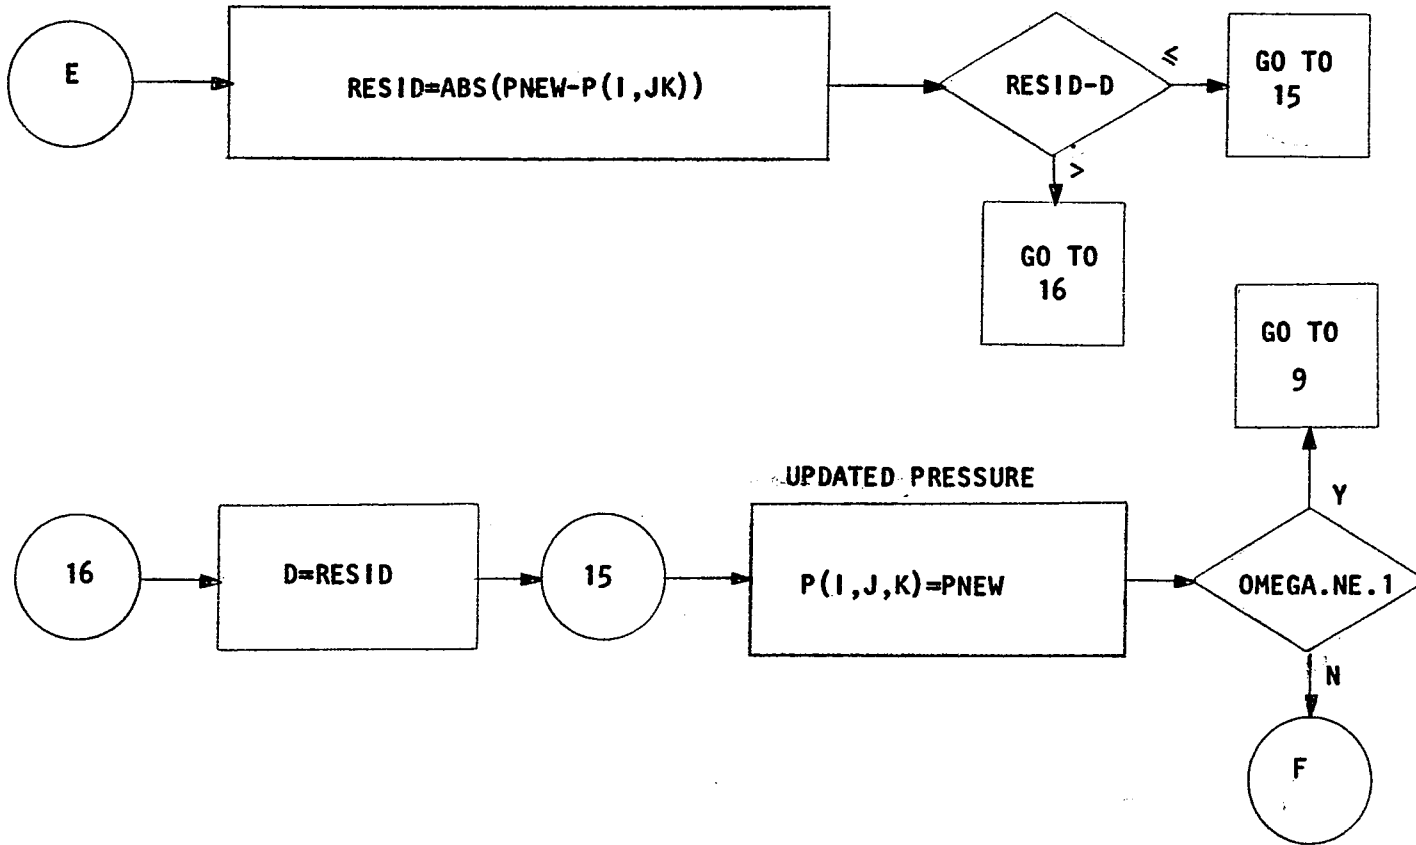 E
RESID=ABS(PNEW-P(I,JK))
RESID-D
≤
GO TO
15
>
GO TO
16
GO TO
9
UPDATED PRESSURE
Y
16
D=RESID
15
P(I,J,K)=PNEW
OMEGA.NE.1
N
F